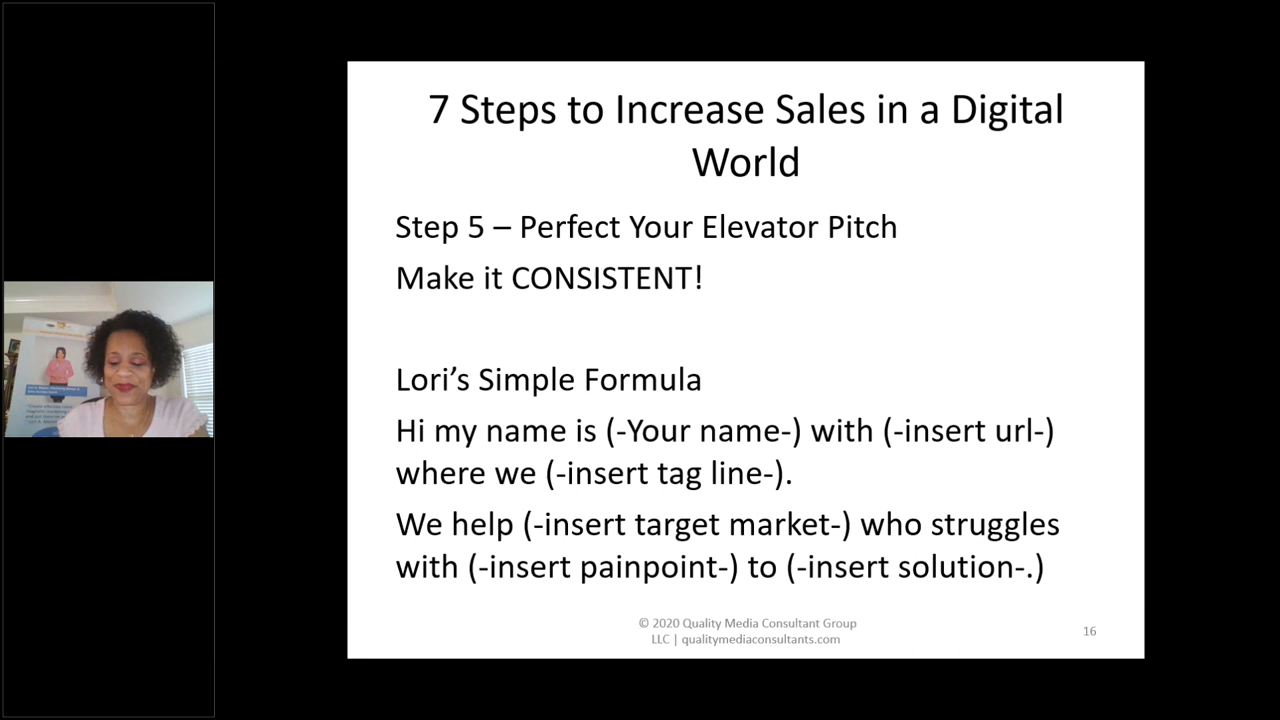 7 Steps to Increase Sales in a Digital
World
Step 5 – Perfect Your Elevator Pitch
Make it CONSISTENT!
Lori’s Simple Formula
Hi my name is (-Your name-) with (-insert url-)
where we (-insert tag line-).
We help (-insert target market-) who struggles
with (-insert painpoint-) to (-insert solution-.)
© 2020 Quality Media Consultant Group
LLC | qualitymediaconsultants.com
16